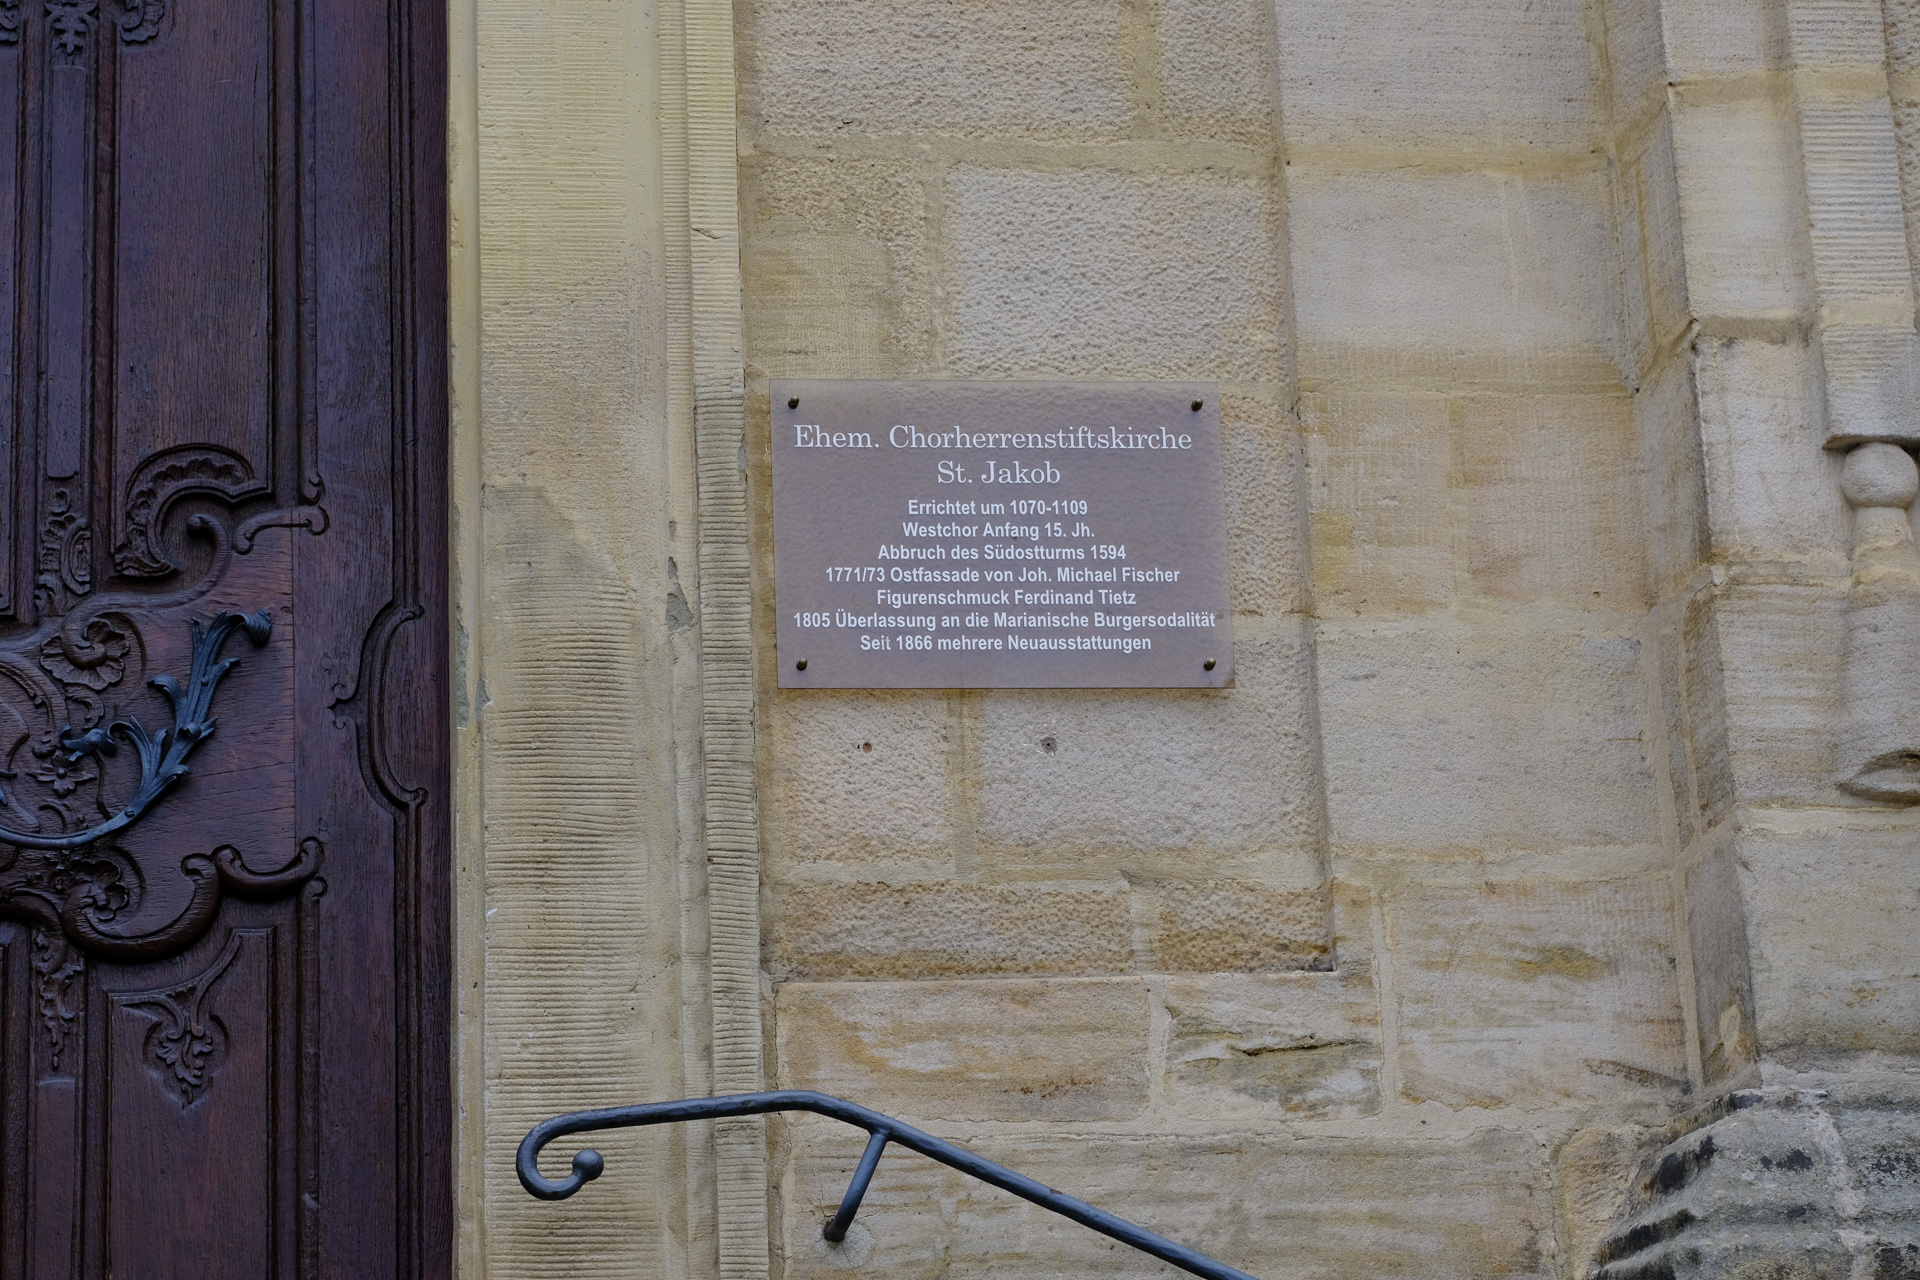 Ehem. Chorherrenstiftskirche
St. Jakob
Errichtet um 1070-1109
Westchor Anfang 15. Jh.
Abbruch des Südostturms 1594
1771/73 Ostfassade von Joh. Michael Fischer
Figurenschmuck Ferdinand Tietz
1805 Überlassung an die Marianische Burgersodalität
Seit 1866 mehrere Neuausstattungen